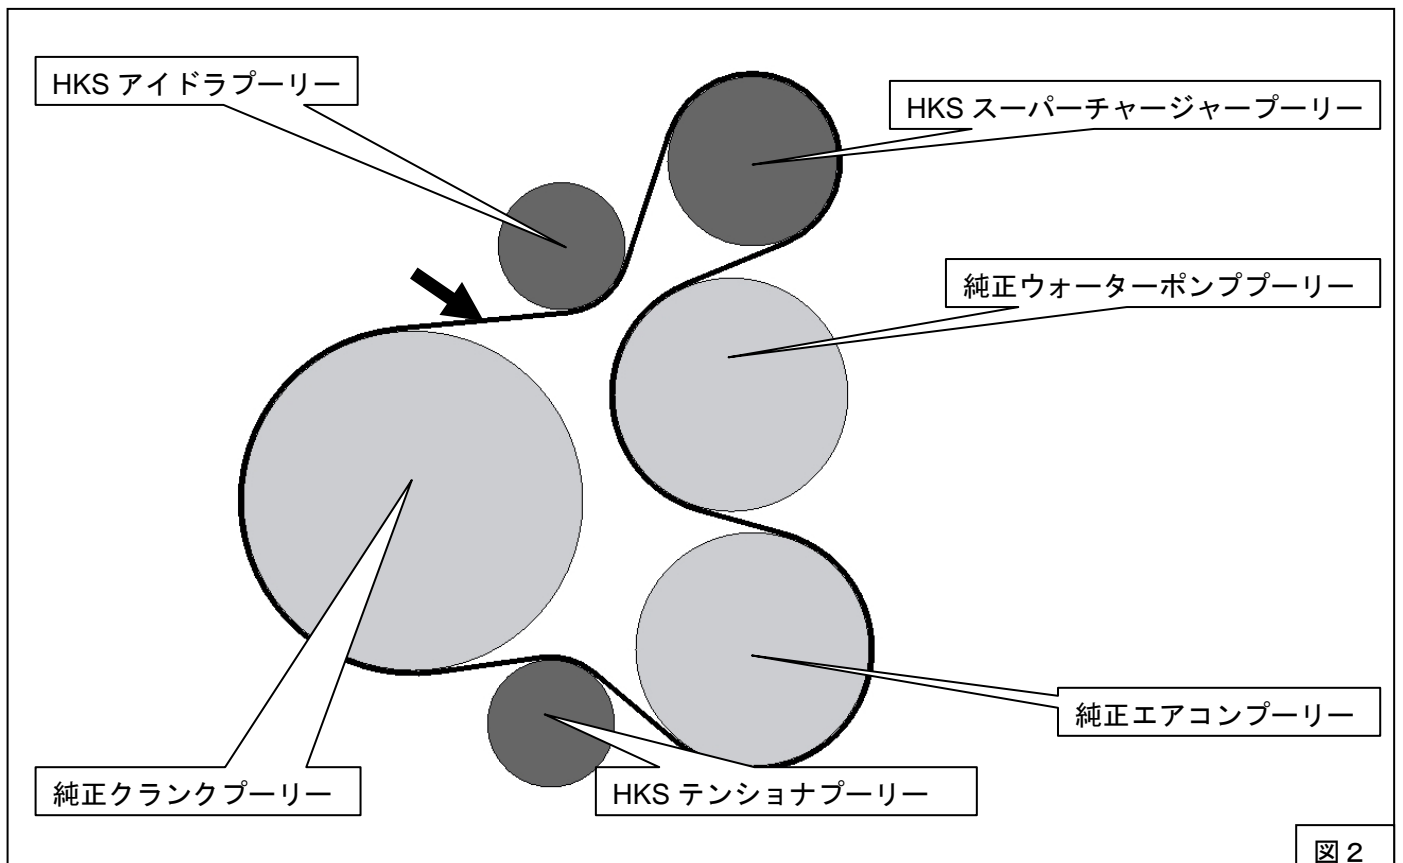 HKS アイドラプーリー
HKS スーパーチャージャープーリー
純正ウォーターポンププーリー
純正エアコンプーリー
純正クランクプーリー
HKS テンショナプーリー
図２